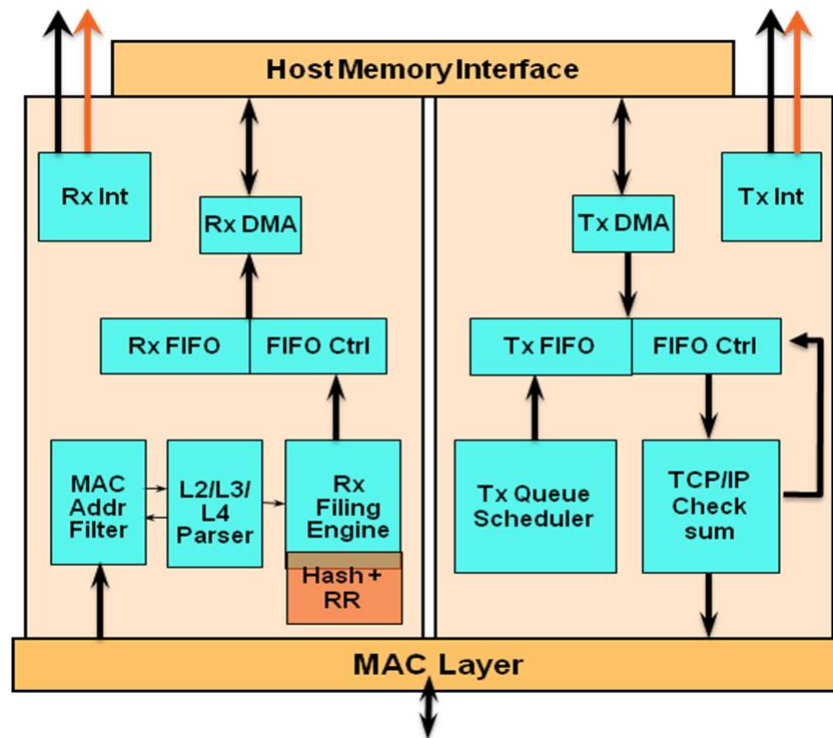 Host Memory Interface
Rx Int
Rx DMA
Tx DMA
Tx Int
Rx FIFO
FIFO Ctrl
Tx FIFO
FIFO Ctrl
MAC
Addr
Filter
L2/L3/
L4
Parser
Rx
Filing
Engine
Hash +
RR
Tx Queue
Scheduler
TCP/IP
Check
sum
MAC Layer